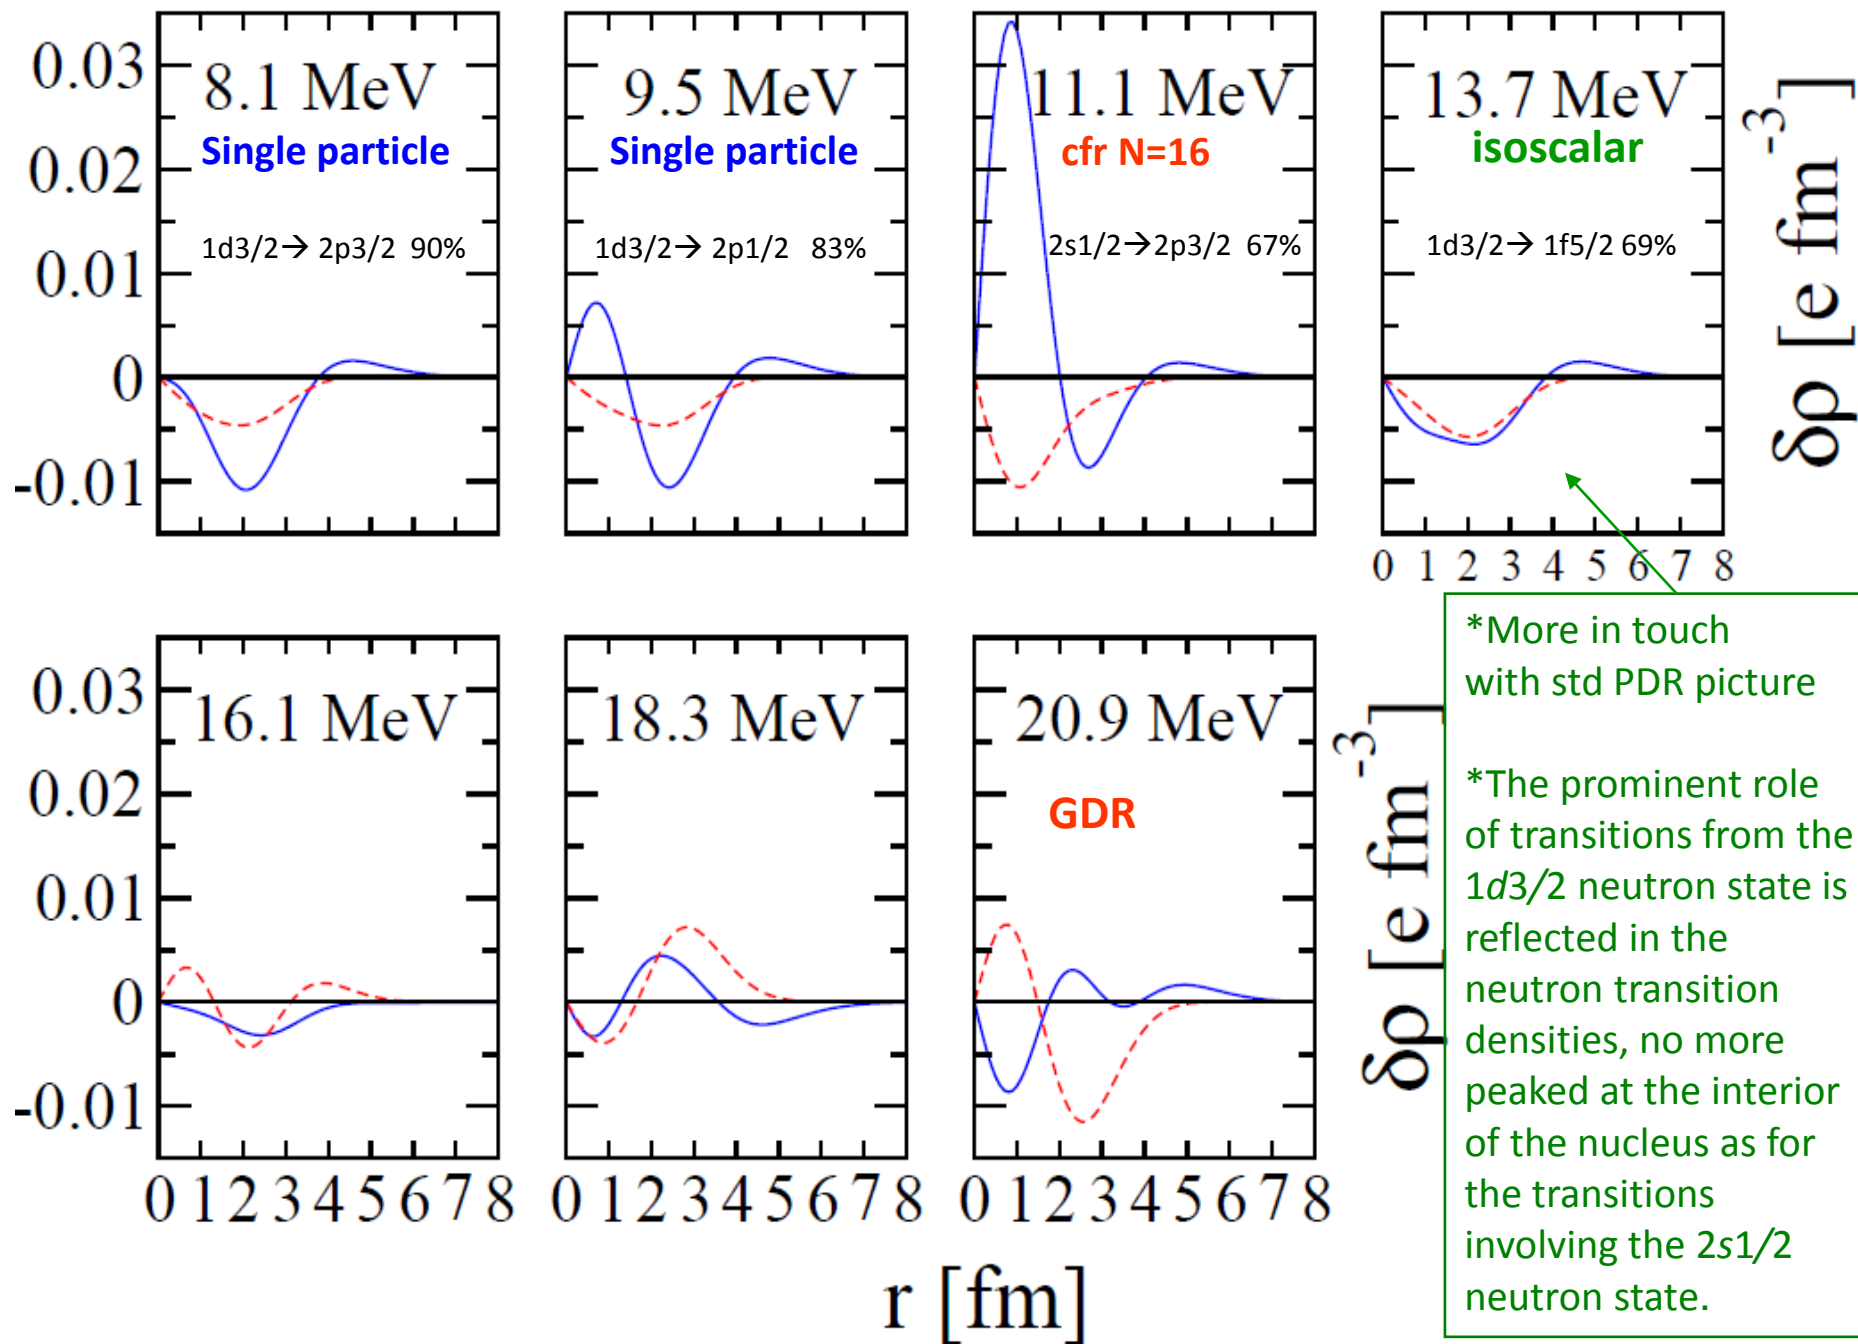 0.03
0.02
0.01
0
-0.01
8.1 MeV
Single particle
1d3/2→ 2p3/2 90%
9.5 MeV
Single particle
1d3/2→ 2p1/2 83%
11.1 MeV
cfr N=16
2s1/2→2p3/2 67%
13.7 MeV
isoscalar
1d3/2→ 1f5/2 69%
0 1 2 3 4 5 6 7 8
δρ [e fm⁻³]
0.03
0.02
0.01
0
-0.01
16.1 MeV
0 1 2 3 4 5 6 7 8
18.3 MeV
0 1 2 3 4 5 6 7 8
20.9 MeV
GDR
0 1 2 3 4 5 6 7 8
δρ [e fm⁻³]
r [fm]
*More in touch
with std PDR picture
*The prominent role
of transitions from the
1d3/2 neutron state is
reflected in the
neutron transition
densities, no more
peaked at the interior
of the nucleus as for
the transitions
involving the 2s1/2
neutron state.